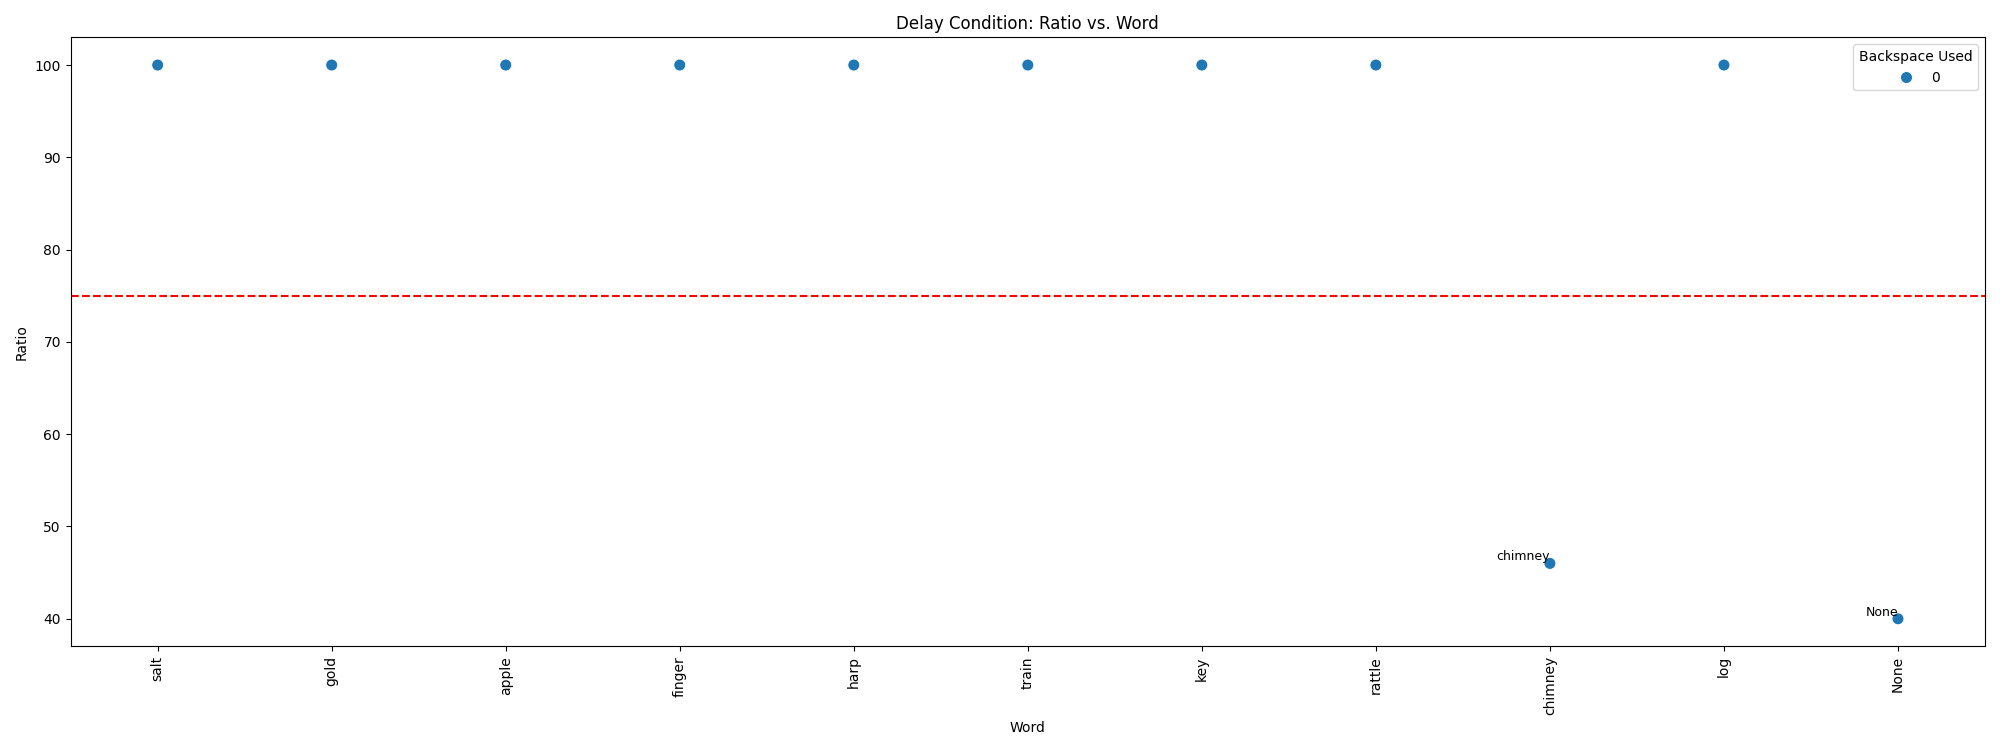 Delay Condition: Ratio vs. Word
Backspace Used
0
100
90
80
70
60
50
40
Ratio
chimney
None
salt
gold
apple
finger
harp
train
key
rattle
chimney
log
None
Word